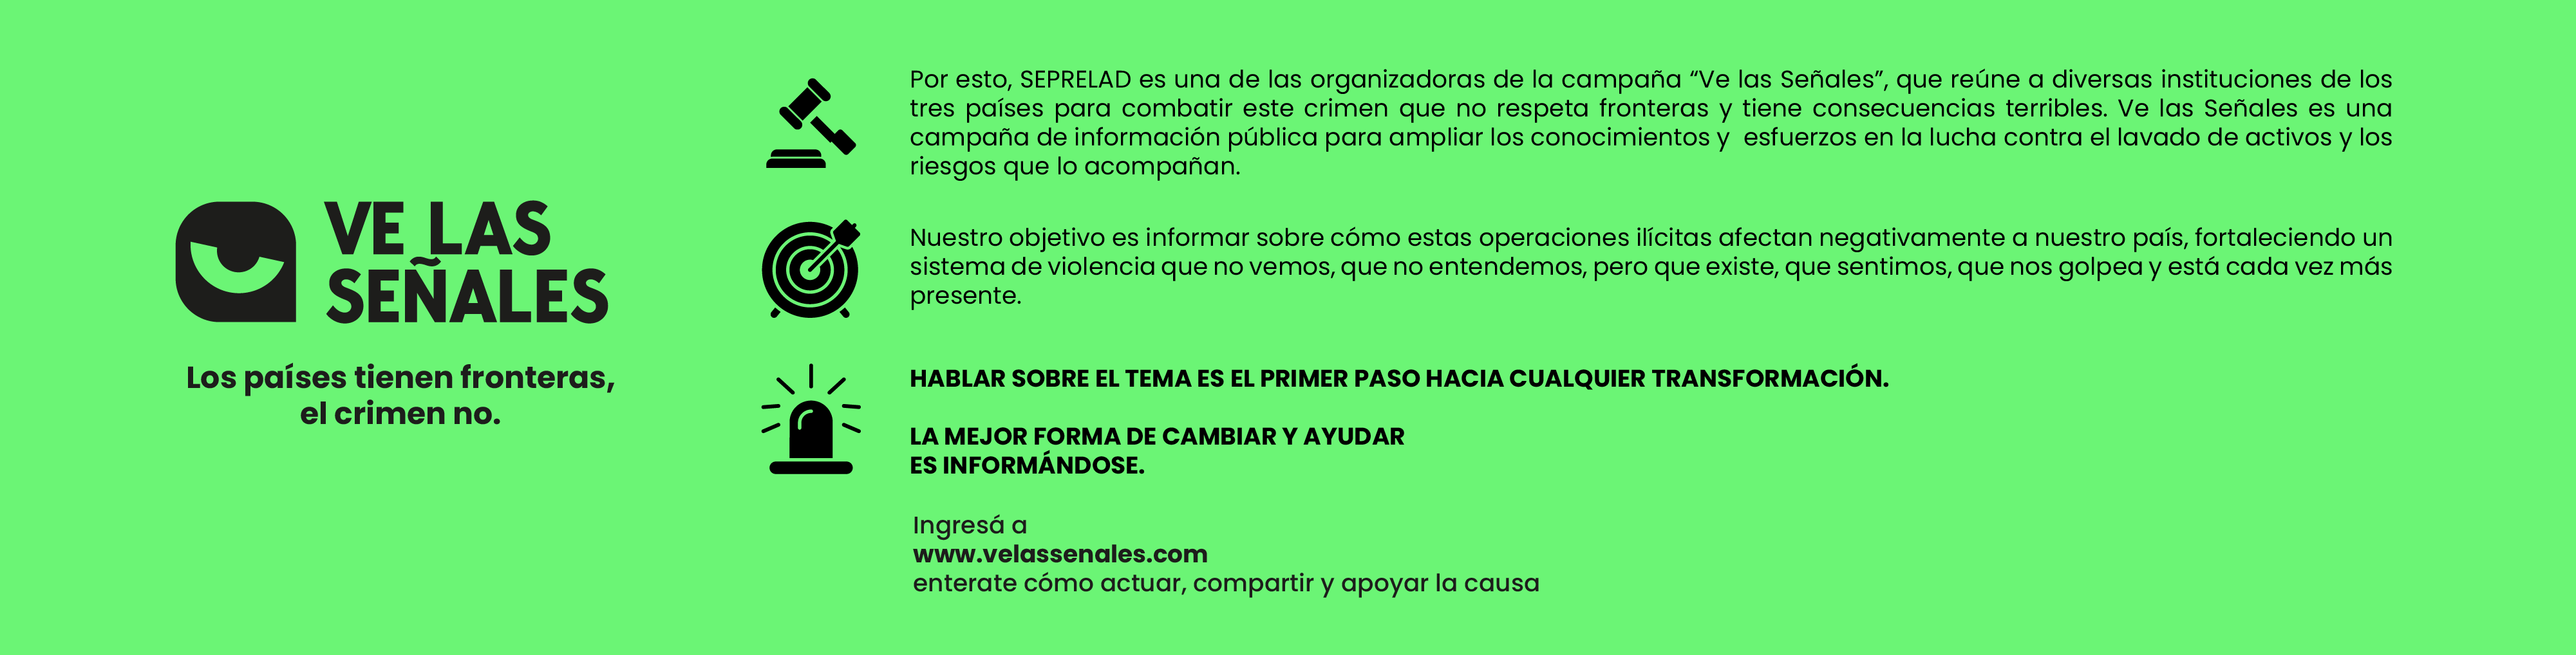 VE LAS
SEÑALES
Los países tienen fronteras,
el crimen no.
Por esto, SEPRELAD es una de las organizadoras de la campaña “Ve las Señales”, que reúne a diversas instituciones de los
tres países para combatir este crimen que no respeta fronteras y tiene consecuencias terribles. Ve las Señales es una
campaña de información pública para ampliar los conocimientos y esfuerzos en la lucha contra el lavado de activos y los
riesgos que lo acompañan.
Nuestro objetivo es informar sobre cómo estas operaciones ilícitas afectan negativamente a nuestro país, fortaleciendo un
sistema de violencia que no vemos, que no entendemos, pero que existe, que sentimos, que nos golpea y está cada vez más
presente.
HABLAR SOBRE EL TEMA ES EL PRIMER PASO HACIA CUALQUIER TRANSFORMACIÓN.
LA MEJOR FORMA DE CAMBIAR Y AYUDAR
ES INFORMÁNDOSE.
Ingresá a
www.velassenales.com
enterate cómo actuar, compartir y apoyar la causa